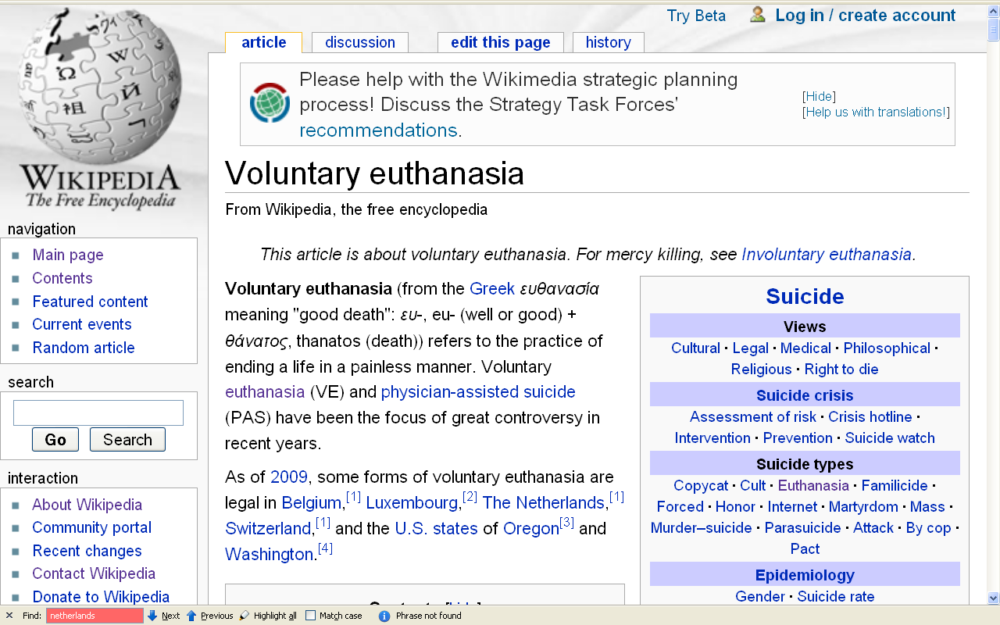 Try Beta Log in / create account
article discussion edit this page history
Please help with the Wikimedia strategic planning
process! Discuss the Strategy Task Forces'
recommendations.
[Hide]
[Help us with translations!]
WIKIPEDIA
The Free Encyclopedia
navigation
Main page
Contents
Featured content
Current events
Random article
search
Go Search
interaction
About Wikipedia
Community portal
Recent changes
Contact Wikipedia
Donate to Wikipedia
Voluntary euthanasia
From Wikipedia, the free encyclopedia
This article is about voluntary euthanasia. For mercy killing, see Involuntary euthanasia.
Voluntary euthanasia (from the Greek ευθανασία
meaning "good death": ευ-, eu- (well or good) +
θάνατος, thanatos (death)) refers to the practice of
ending a life in a painless manner. Voluntary
euthanasia (VE) and physician-assisted suicide
(PAS) have been the focus of great controversy in
recent years.
As of 2009, some forms of voluntary euthanasia are
legal in Belgium,[1] Luxembourg,[2] The Netherlands,[1]
Switzerland,[1] and the U.S. states of Oregon[3] and
Washington.[4]
Suicide
Views
Cultural · Legal · Medical · Philosophical ·
Religious · Right to die
Suicide crisis
Assessment of risk · Crisis hotline ·
Intervention · Prevention · Suicide watch
Suicide types
Copycat · Cult · Euthanasia · Familicide ·
Forced · Honor · Internet · Martyrdom · Mass ·
Murder–suicide · Parasuicide · Attack · By cop ·
Pact
Epidemiology
Gender · Suicide rate
Find: netherlands Next Previous Highlight all Match case Phrase not found